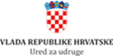 VLADA REPUBLIKE HRVATSKE
Ured za udruge